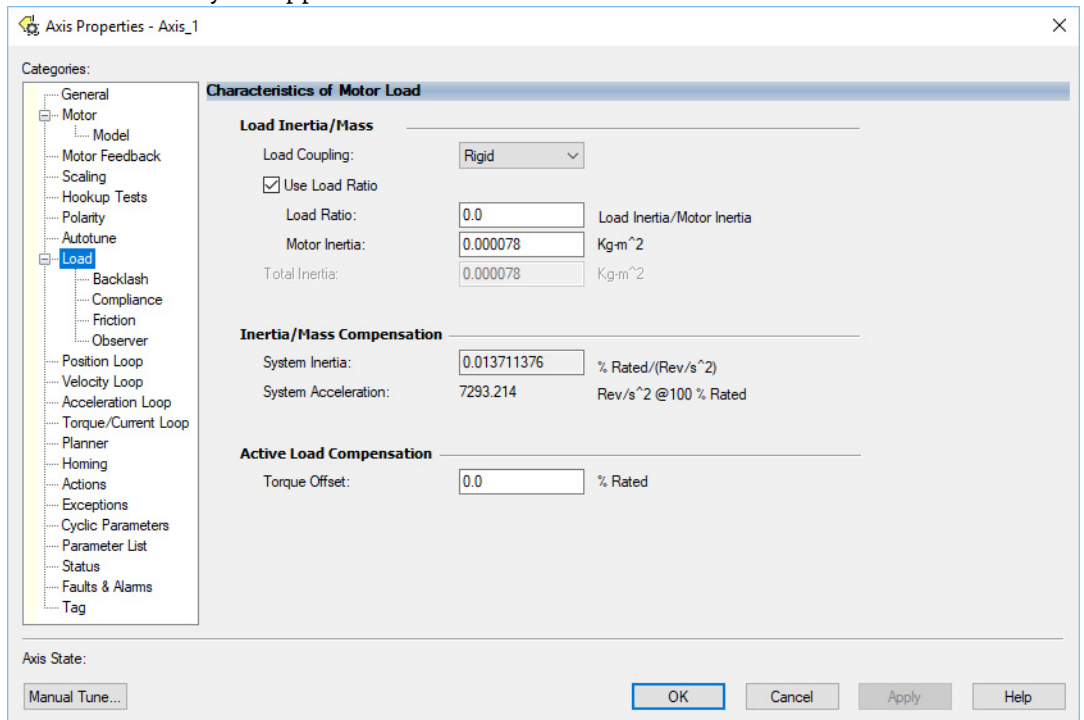 Axis Properties - Axis_1
Categories:
General
Motor
Model
Motor Feedback
Scaling
Hookup Tests
Polarity
Autotune
Load
Backlash
Compliance
Friction
Observer
Position Loop
Velocity Loop
Acceleration Loop
Torque/Current Loop
Planner
Homing
Actions
Exceptions
Cyclic Parameters
Parameter List
Status
Faults & Alarms
Tag
Characteristics of Motor Load
Load Inertia/Mass
Load Coupling: Rigid
Use Load Ratio
Load Ratio: 0.0 Load Inertia/Motor Inertia
Motor Inertia: 0.000078 Kg-m^2
Total Inertia: 0.000078 Kg-m^2
Inertia/Mass Compensation
System Inertia: 0.013711376 % Rated/(Rev/s^2)
System Acceleration: 7293.214 Rev/s^2 @100 % Rated
Active Load Compensation
Torque Offset: 0.0 % Rated
Axis State:
Manual Tune... OK Cancel Apply Help